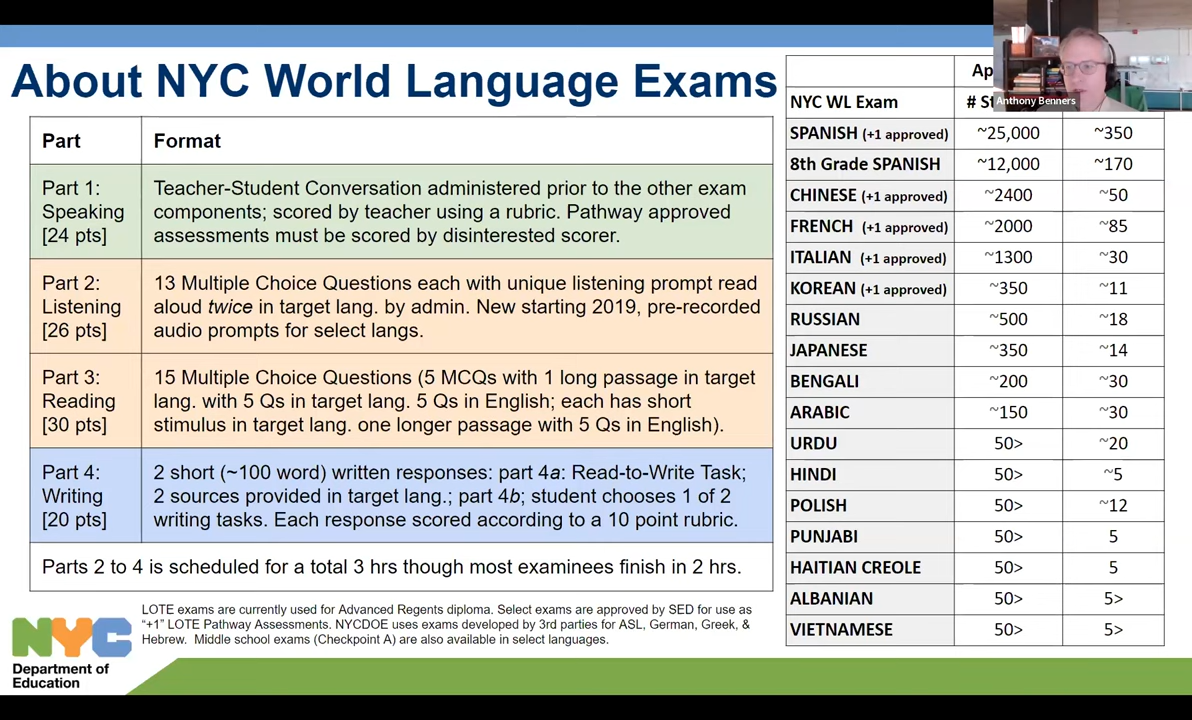 About NYC World Language Exams
Part Format
Part 1:
Speaking
[24 pts]
Teacher-Student Conversation administered prior to the other exam
components; scored by teacher using a rubric. Pathway approved
assessments must be scored by disinterested scorer.
Part 2:
Listening
[26 pts]
13 Multiple Choice Questions each with unique listening prompt read
aloud twice in target lang. by admin. New starting 2019, pre-recorded
audio prompts for select langs.
Part 3:
Reading
[30 pts]
15 Multiple Choice Questions (5 MCQs with 1 long passage in target
lang. with 5 Qs in target lang. 5 Qs in English; each has short
stimulus in target lang. one longer passage with 5 Qs in English).
Part 4:
Writing
[20 pts]
2 short (~100 word) written responses: part 4a: Read-to-Write Task;
2 sources provided in target lang.; part 4b; student chooses 1 of 2
writing tasks. Each response scored according to a 10 point rubric.
Parts 2 to 4 is scheduled for a total 3 hrs though most examinees finish in 2 hrs.
LOTE exams are currently used for Advanced Regents diploma. Select exams are approved by SED for use as
"+1" LOTE Pathway Assessments. NYCDOE uses exams developed by 3rd parties for ASL, German, Greek, &
Hebrew. Middle school exams (Checkpoint A) are also available in select languages.
NYC
Department of
Education
Anthony Benners
NYC WL Exam #
SPANISH (+1 approved) ~25,000 ~350
8th Grade SPANISH ~12,000 ~170
CHINESE (+1 approved) ~2400 ~50
FRENCH (+1 approved) ~2000 ~85
ITALIAN (+1 approved) ~1300 ~30
KOREAN (+1 approved) ~350 ~11
RUSSIAN ~500 ~18
JAPANESE ~350 ~14
BENGALI ~200 ~30
ARABIC ~150 ~30
URDU 50> ~20
HINDI 50> ~5
POLISH 50> ~12
PUNJABI 50> 5
HAITIAN CREOLE 50> 5
ALBANIAN 50> 5>
VIETNAMESE 50> 5>